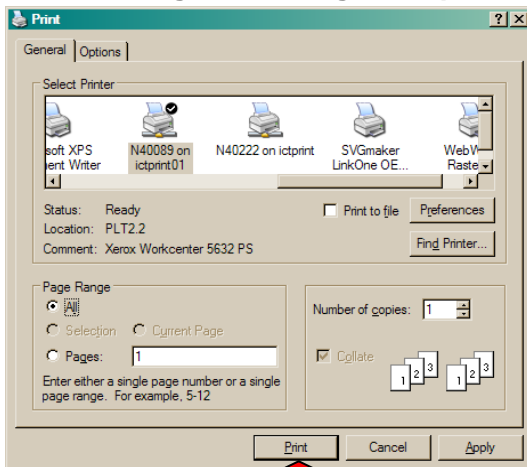 Print
General Options
Select Printer
soft XPS
ent Writer
N40089 on
ictprint01
N40222 on ictprint
SVGmaker
LinkOne OE...
WebW
Raste
Status: Ready
Print to file
Preferences
Location: PLT2.2
Comment: Xerox Workcenter 5632 PS
Find Printer...
Page Range
All
Selection Current Page
Pages: 1
Enter either a single page number or a single
page range. For example, 5-12
Number of copies: 1
Collate
1 2 3 1 2 3
Print Cancel Apply